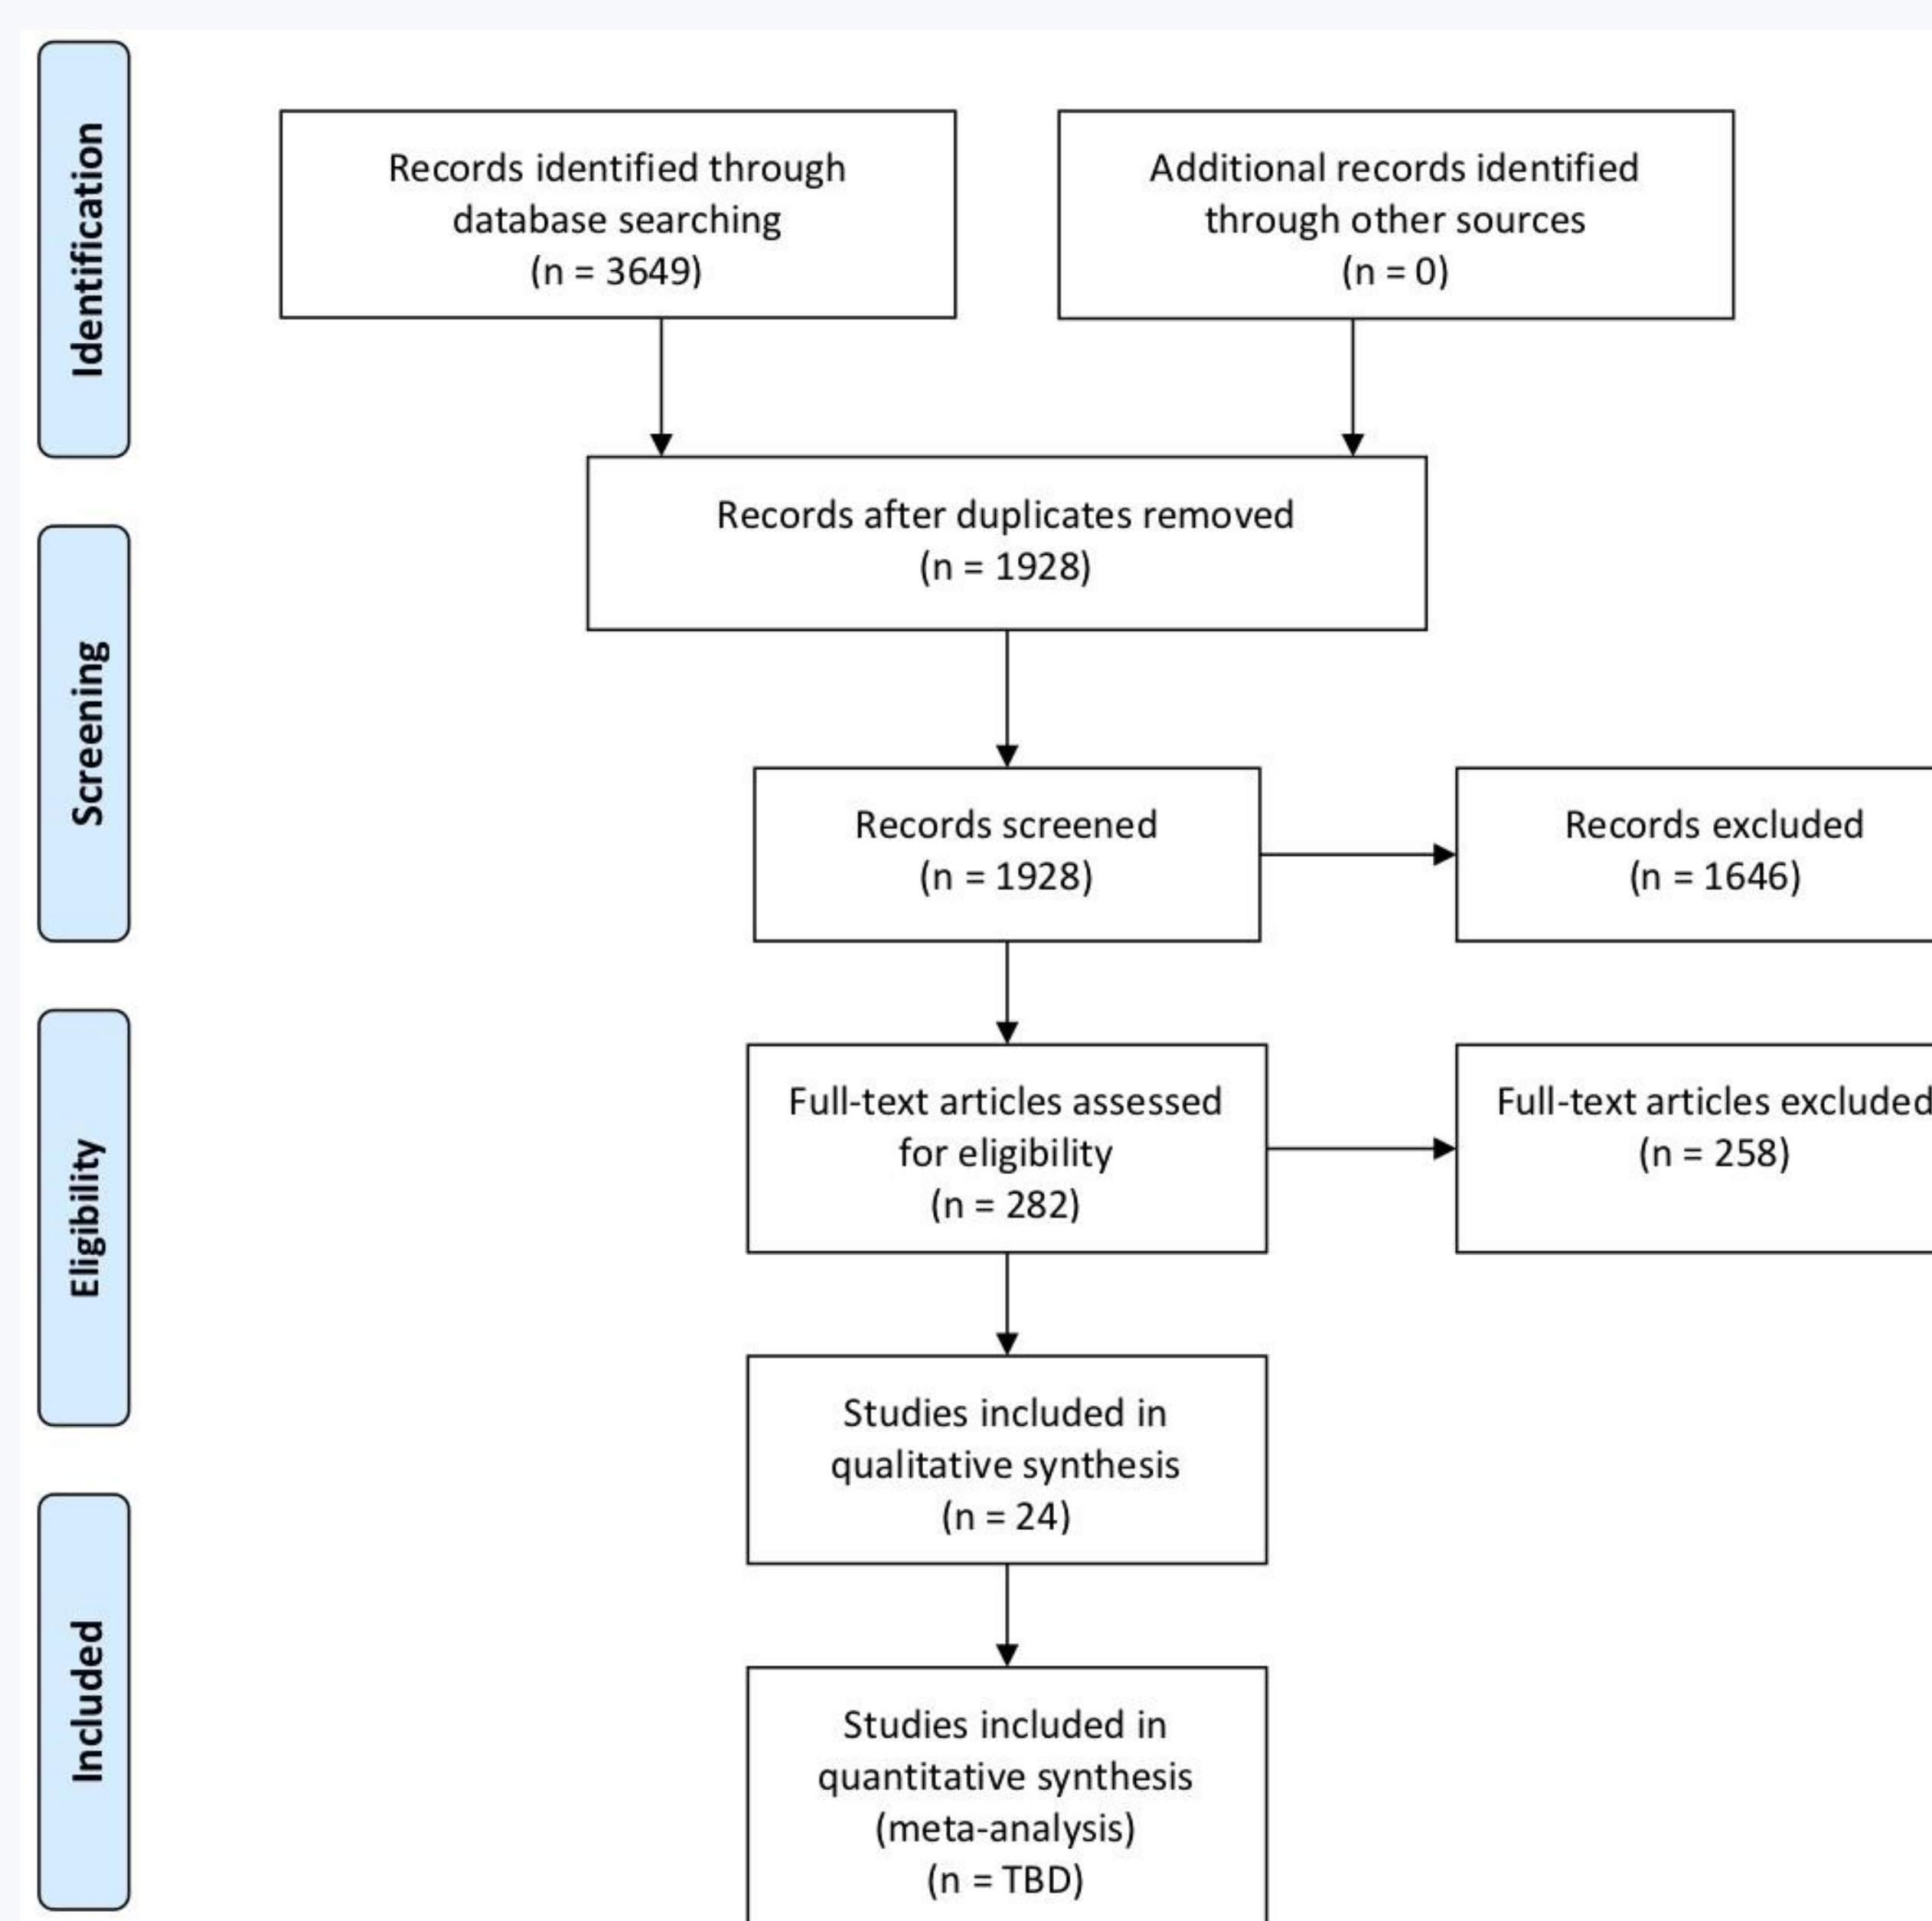 Identification
Records identified through
database searching
(n = 3649)
Additional records identified
through other sources
(n = 0)
Records after duplicates removed
(n = 1928)
Screening
Records screened
(n = 1928)
Records excluded
(n = 1646)
Eligibility
Full-text articles assessed
for eligibility
(n = 282)
Full-text articles excluded
(n = 258)
Studies included in
qualitative synthesis
(n = 24)
Included
Studies included in
quantitative synthesis
(meta-analysis)
(n = TBD)